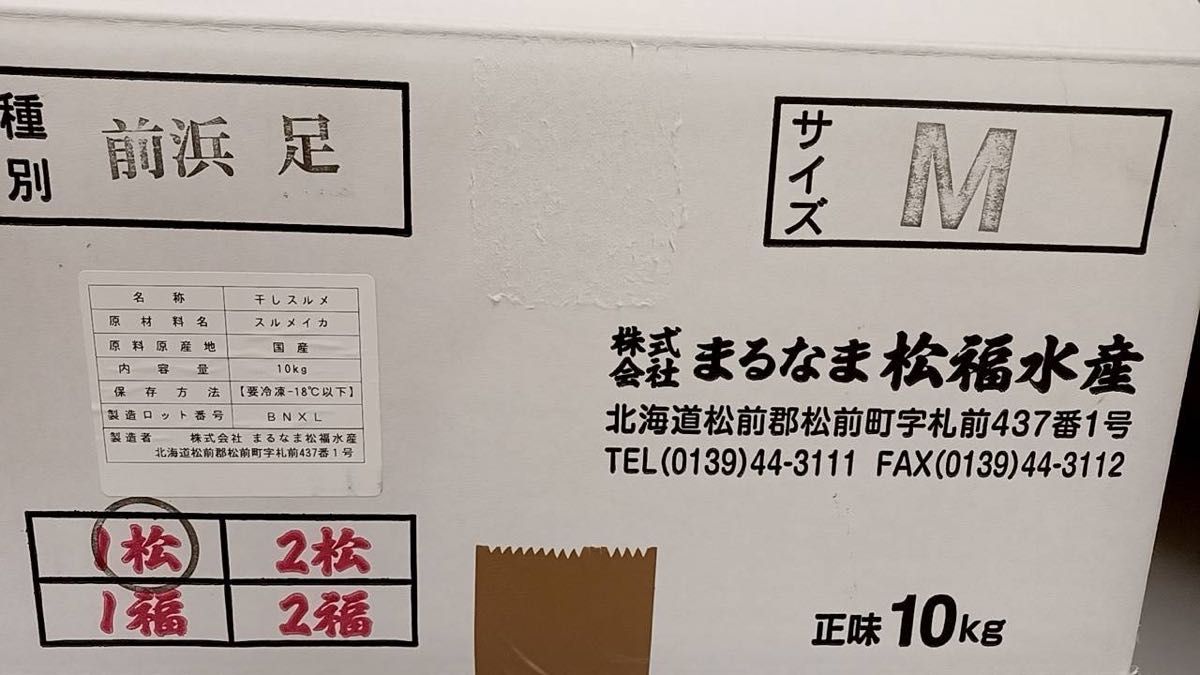 種別
前浜 足
サイズ
M
名称 干しスルメ
原材料名 スルメイカ
原料原産地 国産
内容量 10kg
保存方法 【要冷凍-18℃以下】
製造ロット番号 BNXL
製造者 株式会社 まるなま松福水産
北海道松前郡松前町字札前437番1号
株式会社 まるなま松福水産
北海道松前郡松前町字札前437番1号
TEL(0139)44-3111 FAX(0139)44-3112
1松 2松
1福 2福
正味10kg